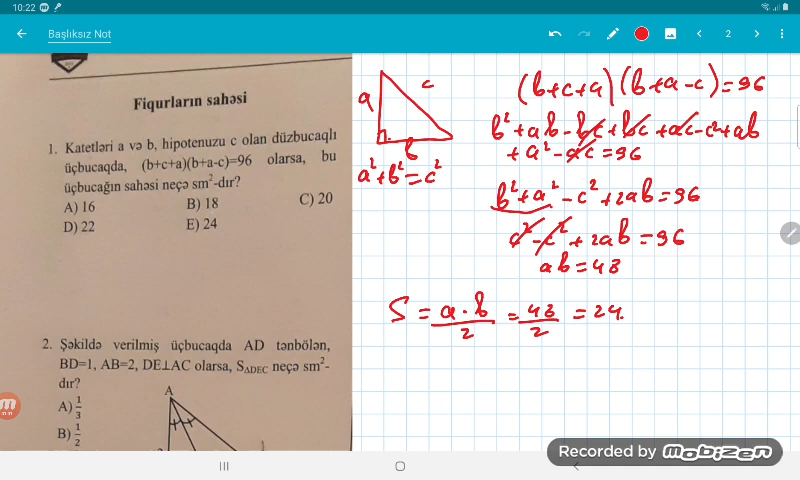 10:22
Başlıksız Not
2
Fiqurların sahəsi
1. Katetləri a və b, hipotenuzu c olan düzbucaqlı
üçbucaqda, (b+c+a)(b+a-c)=96 olarsa, bu
üçbucağın sahəsi neçə sm²-dır?
A) 16
B) 18
C) 20
D) 22
E) 24
2. Şəkildə verilmiş üçbucaqda AD tənbölən,
BD=1, AB=2, DE⊥AC olarsa, S△DEC neçə sm²-
dır?
A) 1/3
B) 1/2
A
a
c
b
a²+b²=c²
(b+c+a)(b+a-c)=96
b²+ab-bc+bc+ac-c²+ab
+a²-ac=96
b²+a²-c²+2ab=96
c²-c²+2ab=96
ab=48
S=a·b/2=48/2=24.
Recorded by mobizen